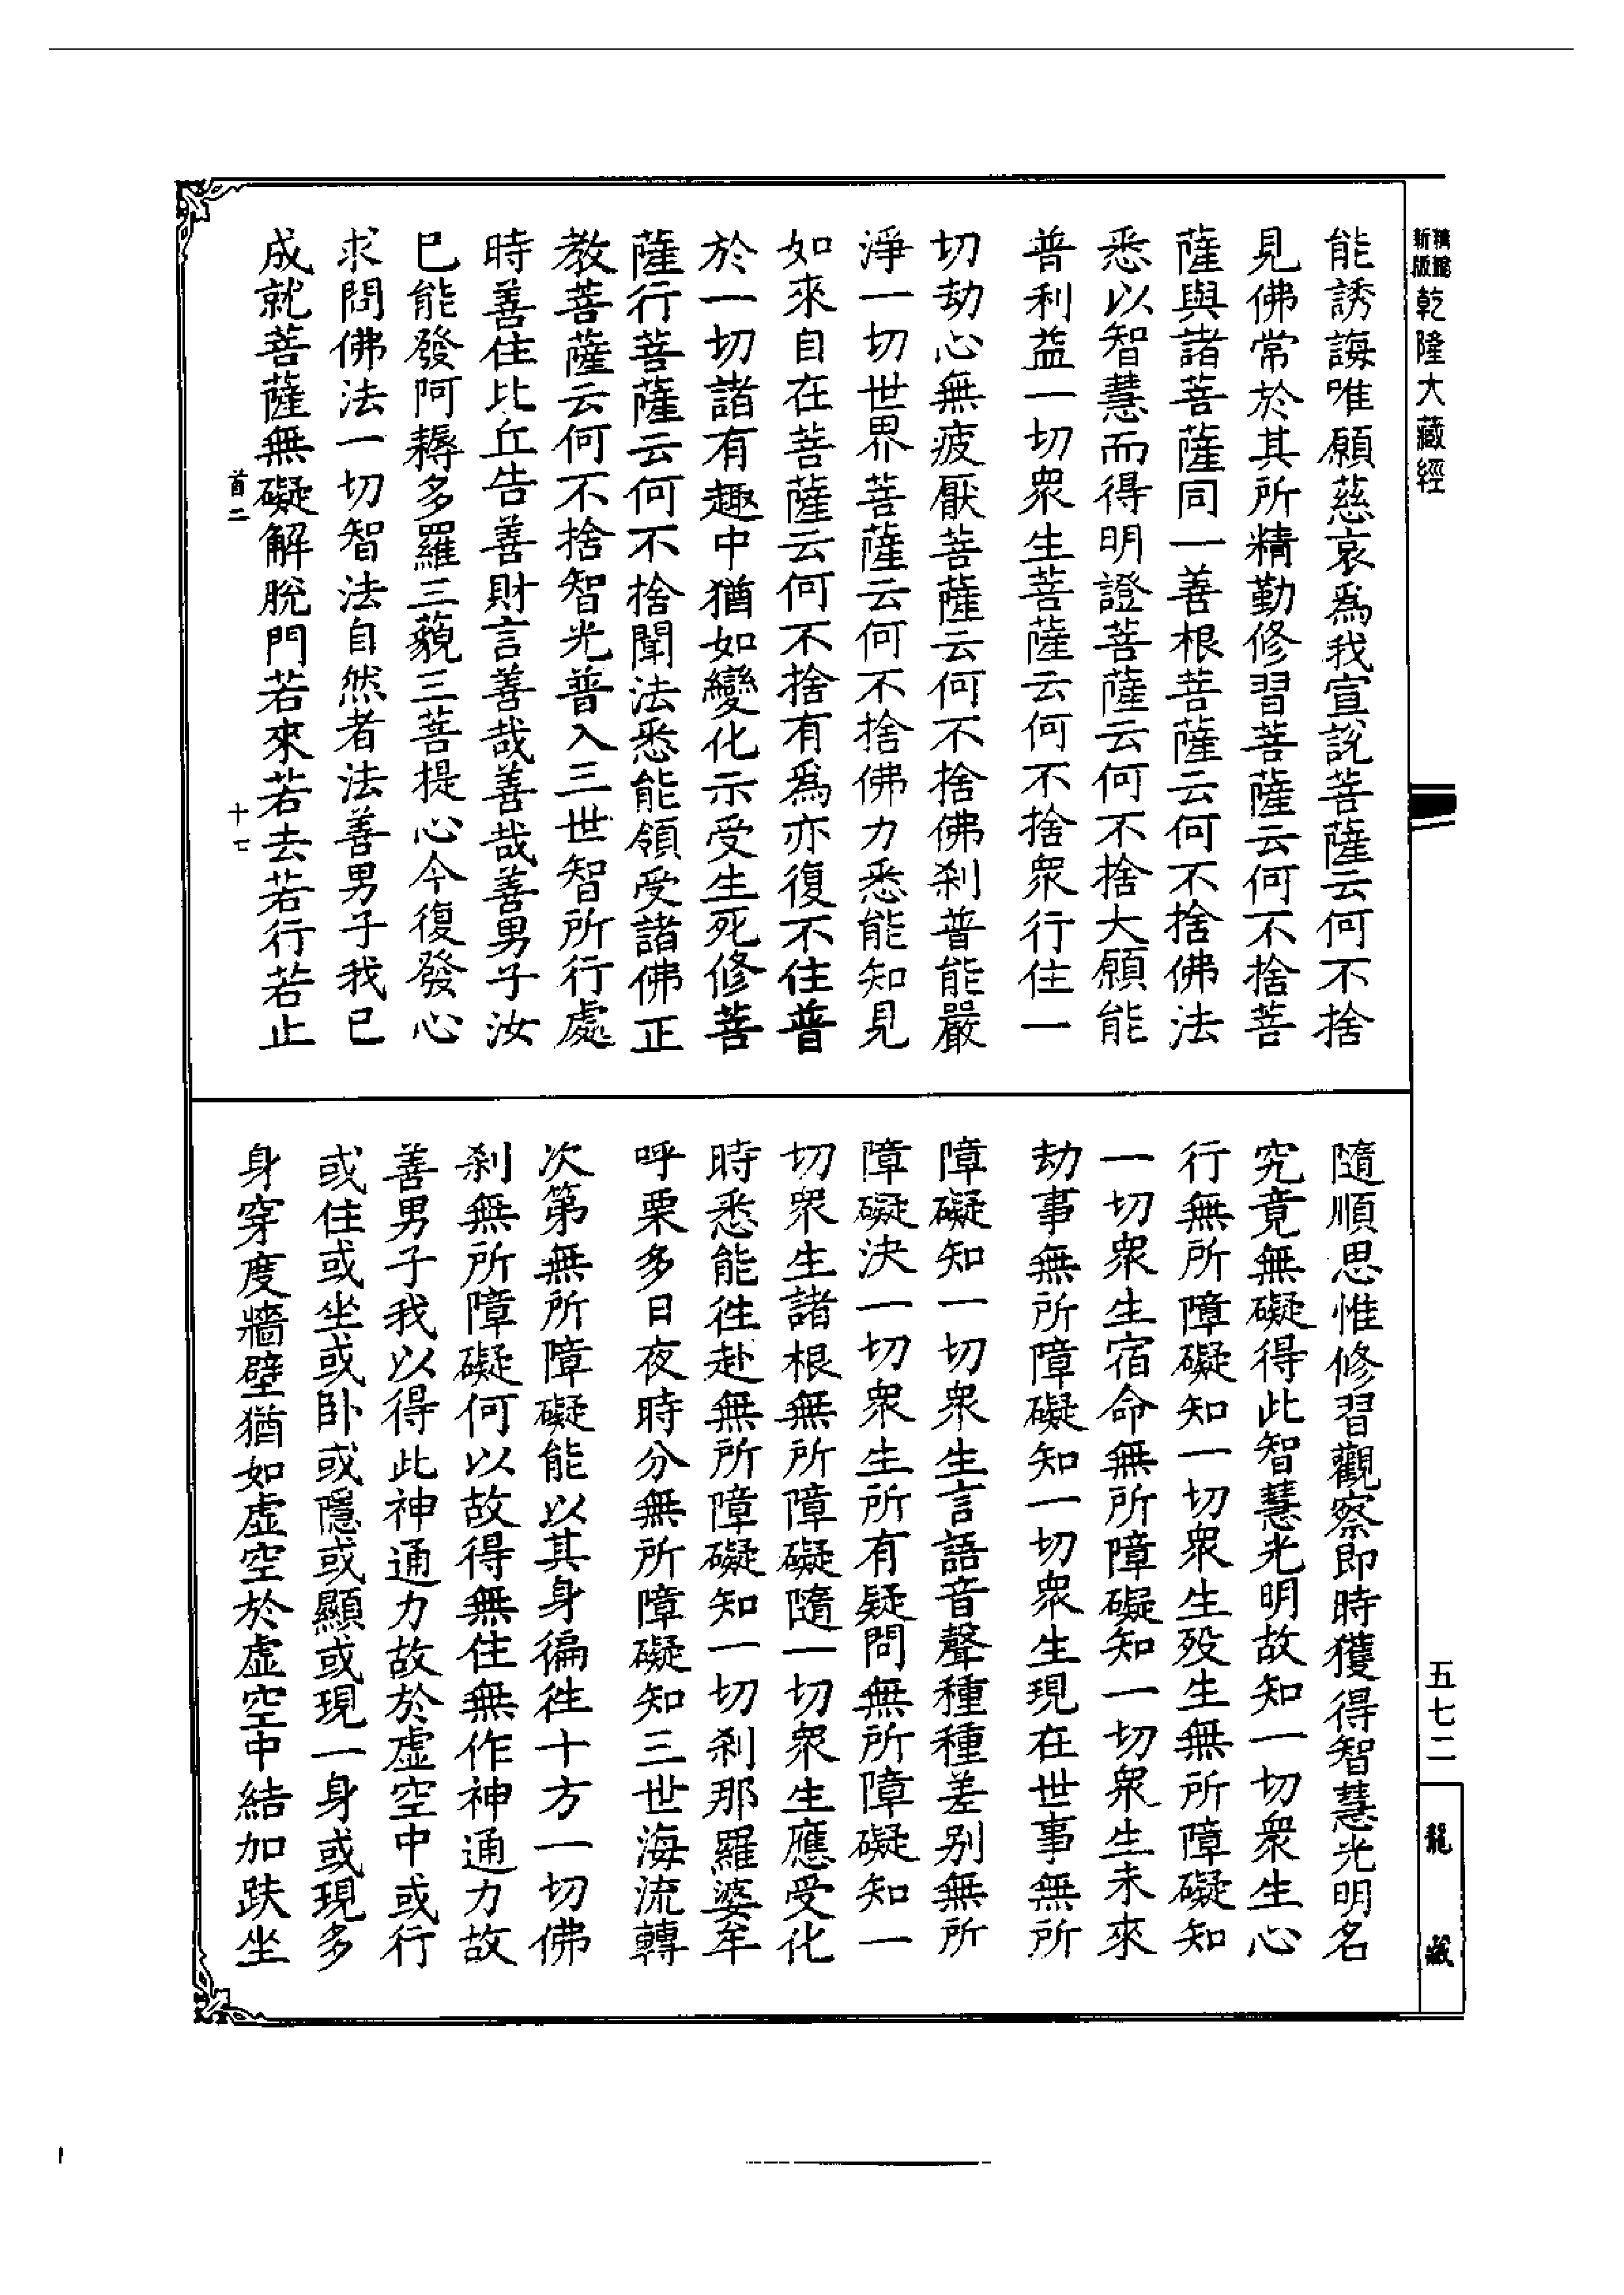 新版
乾隆大藏經
能誘誨唯願慈哀爲我宣說菩薩云何不捨
見佛常於其所精勤修習菩薩云何不捨菩
薩與諸菩薩同一善根菩薩云何不捨佛法
悉以智慧而得明證菩薩云何不捨大願能
普利益一切衆生菩薩云何不捨衆行住一
切劫心無疲厭菩薩云何不捨佛刹普能嚴
淨一切世界菩薩云何不捨佛力悉能知見
如來自在菩薩云何不捨有爲亦復不住普
於一切諸有趣中猶如變化示受生死修菩
薩行菩薩云何不捨聞法悉能領受諸佛正
教菩薩云何不捨智光普入三世智所行處
時善住比丘告善財言善哉善哉善男子汝
已能發阿耨多羅三藐三菩提心今復發心
求問佛法一切智法自然者法善男子我已
成就菩薩無礙解脫門若來若去若行若止
首二 十七
隨順思惟修習觀察即時獲得智慧光明名
究竟無礙得此智慧光明故知一切衆生心
行無所障礙知一切衆生歿生無所障礙知
一切衆生宿命無所障礙知一切衆生未來
劫事無所障礙知一切衆生現在世事無所
障礙知一切衆生言語音聲種種差别無所
障礙決一切衆生所有疑問無所障礙知一
切衆生諸根無所障礙隨一切衆生應受化
時悉能徃赴無所障礙知一切刹那羅婆牟
呼栗多日夜時分無所障礙知三世海流轉
次第無所障礙能以其身徧徃十方一切佛
刹無所障礙何以故得無住無作神通力故
善男子我以得此神通力故於虛空中或行
或住或坐或卧或隱或顯或現一身或現多
身穿度牆壁猶如虛空於虛空中結加趺坐
五七二
龍藏